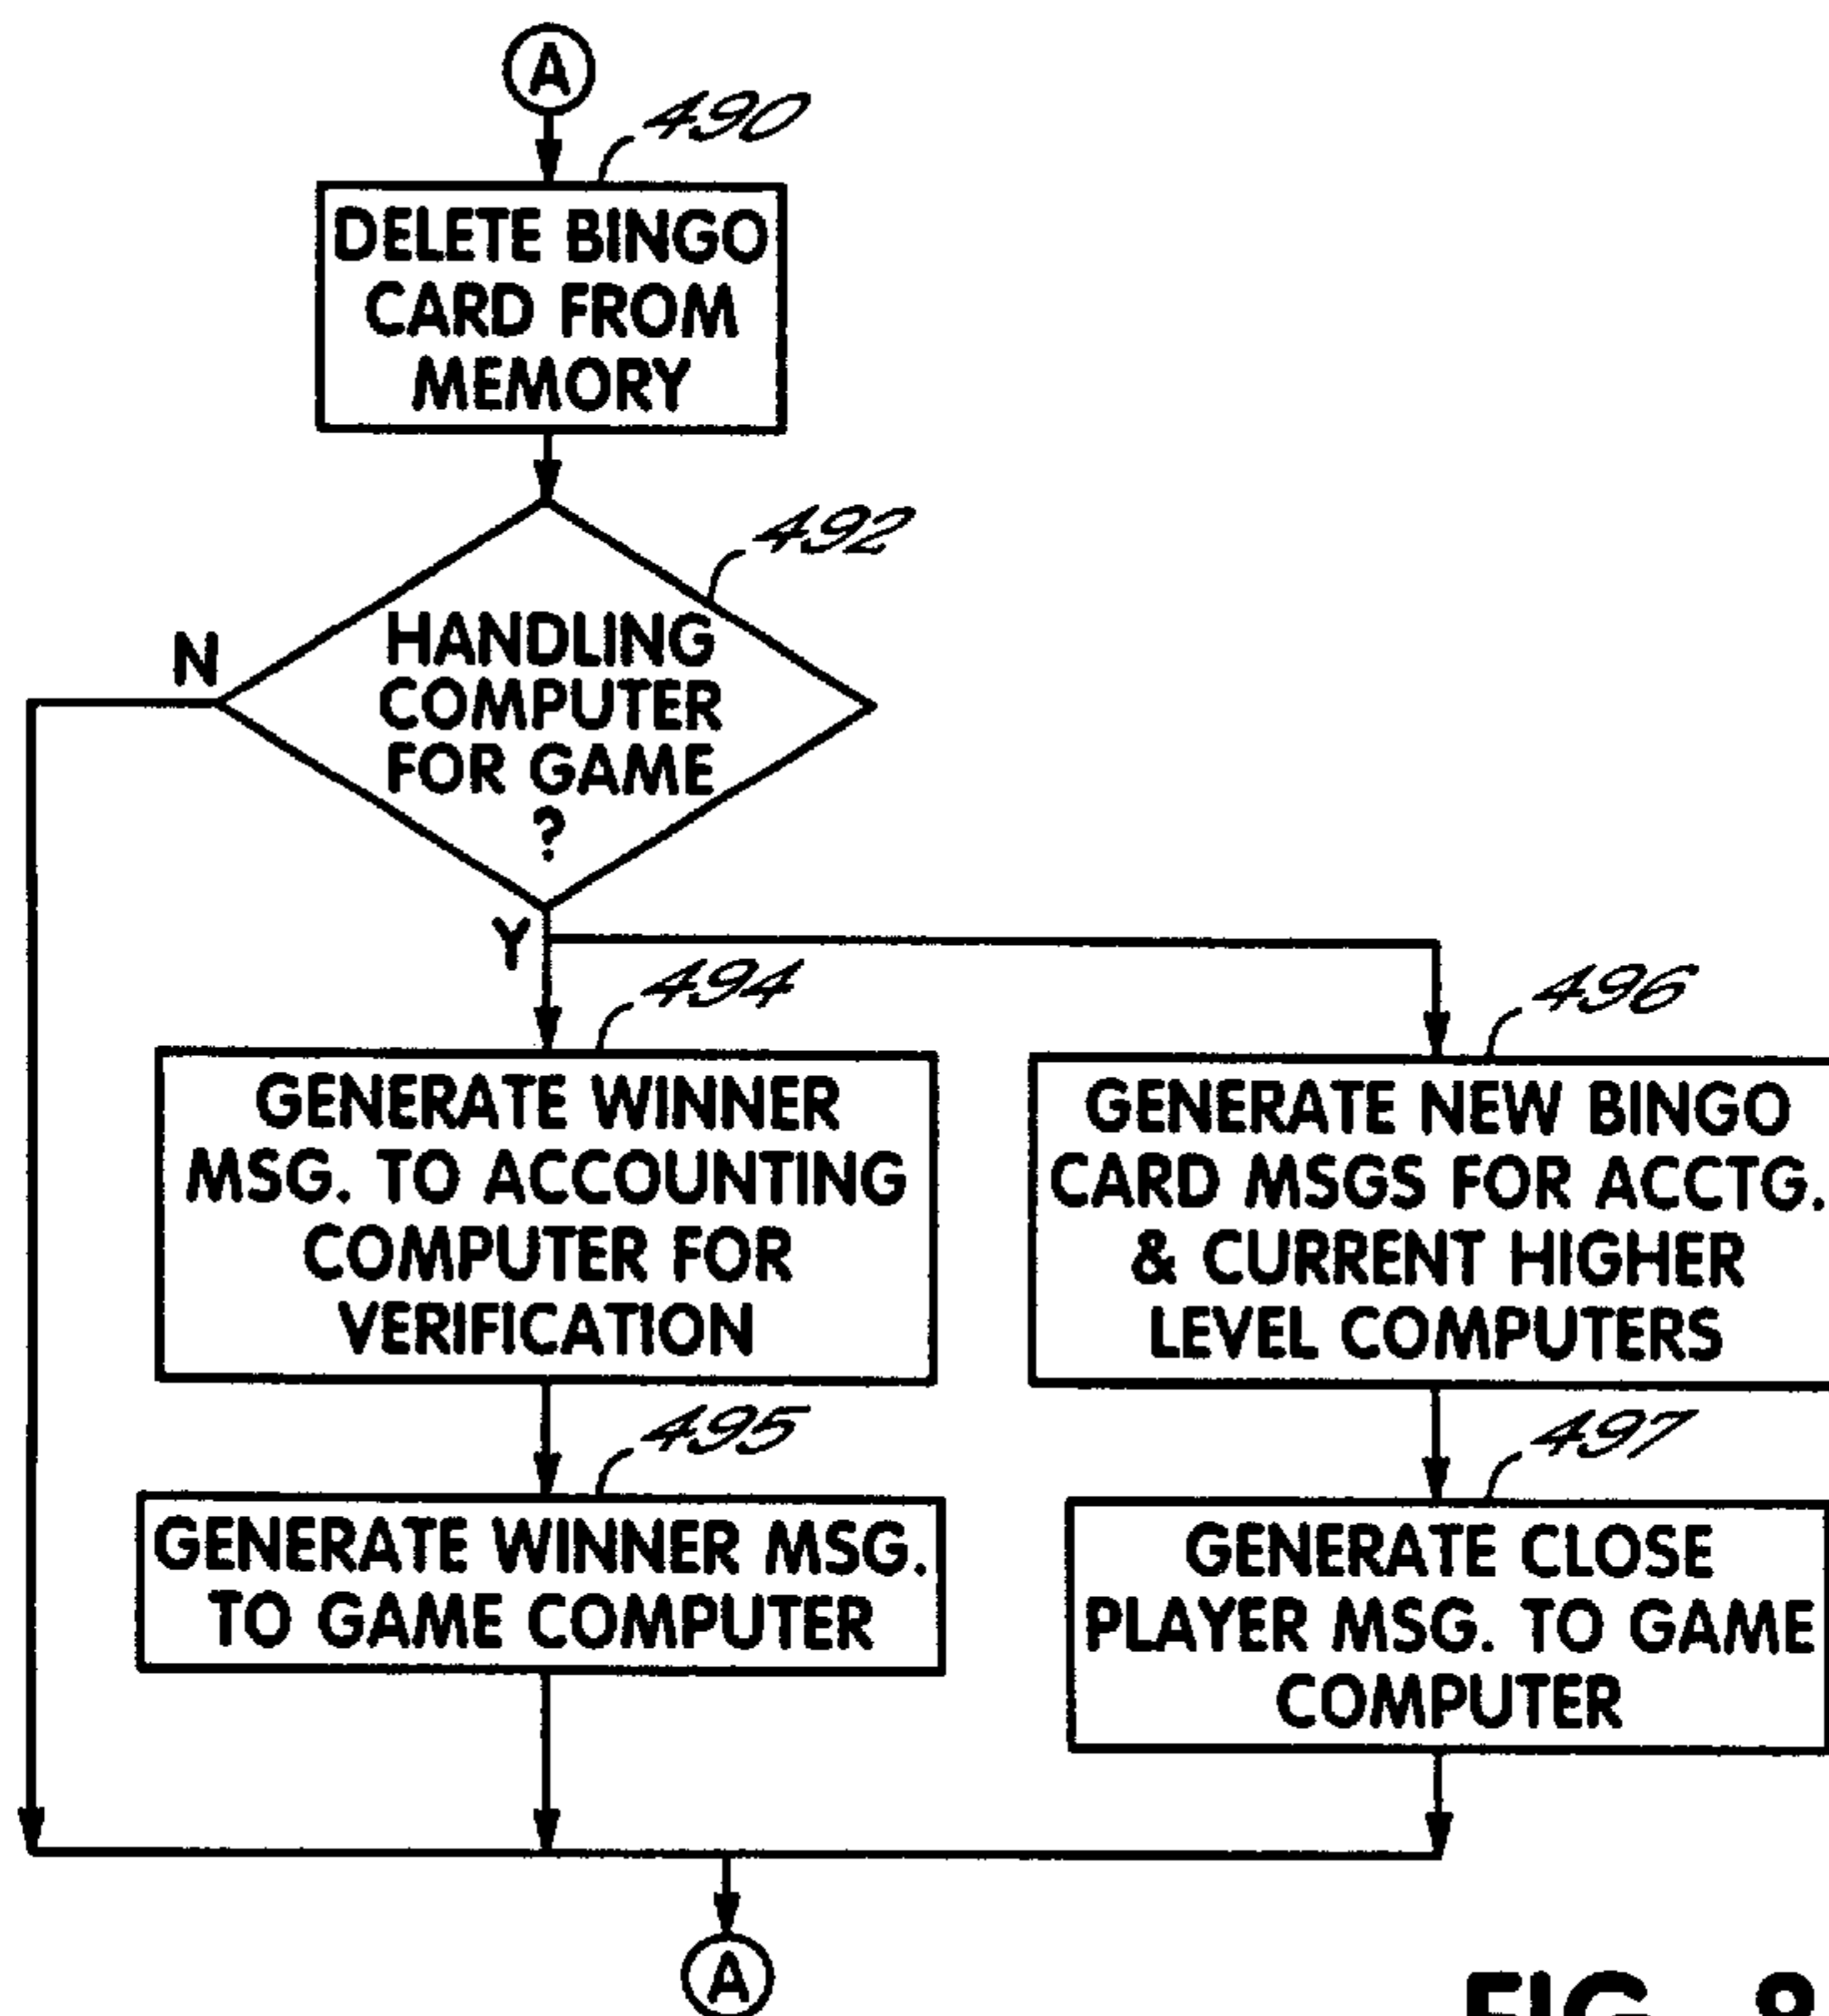 A
490
DELETE BINGO
CARD FROM
MEMORY
492
N
HANDLING
COMPUTER
FOR GAME
?
Y
494
496
GENERATE WINNER
MSG. TO ACCOUNTING
COMPUTER FOR
VERIFICATION
GENERATE NEW BINGO
CARD MSGS FOR ACCTG.
& CURRENT HIGHER
LEVEL COMPUTERS
495
497
GENERATE WINNER MSG.
TO GAME COMPUTER
GENERATE CLOSE
PLAYER MSG. TO GAME
COMPUTER
A
FIG. 8